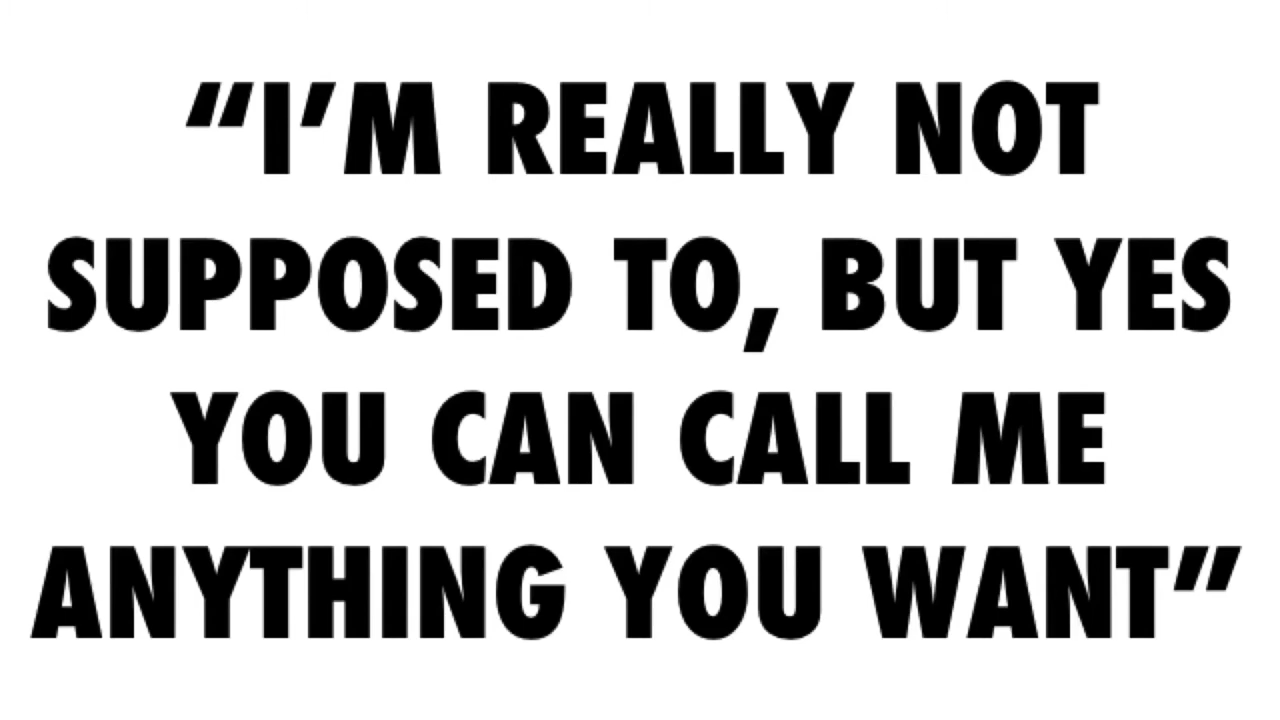 “I’M REALLY NOT
SUPPOSED TO, BUT YES
YOU CAN CALL ME
ANYTHING YOU WANT”